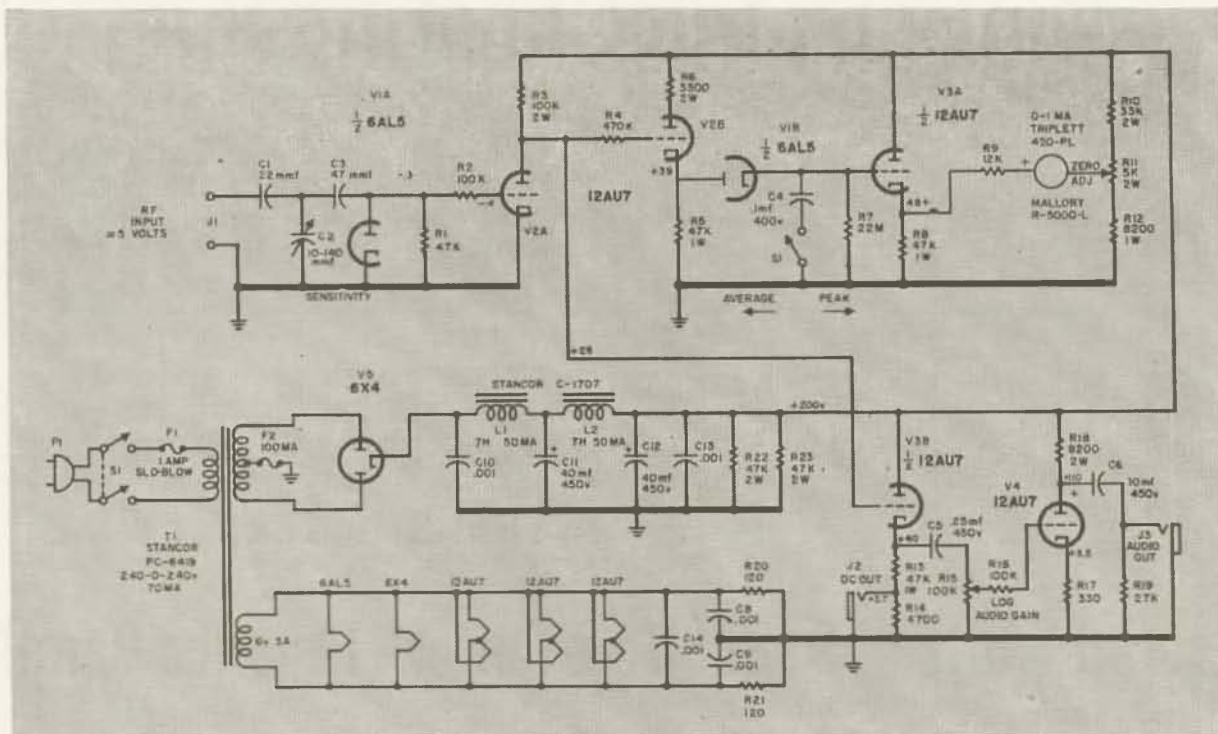 V1A
½ 6AL5
C1
22 mmf
C3
47 mmf
-.3
RF
INPUT
≅5 VOLTS
J1
C2
10-140
mmf
SENSITIVITY
R1
47K
R2
100K
R3
100K
2W
V2A
R4
470K
R6
3300
2W
V2B
+39
12AU7
R5
47K
1W
V1B
½ 6AL5
C4
.1mf
400v
S1
R7
22M
AVERAGE
PEAK
V3A
½ 12AU7
48+
R8
47K
1W
R9
12K
+
0-1 MA
TRIPLETT
420-PL
ZERO
ADJ
MALLORY
R-5000-L
R10
33K
2W
R11
5K
2W
R12
8200
1W
P1
S1
F1
1 AMP
SLO-BLOW
T1
STANCOR
PC-8419
240-0-240v
70MA
F2
100MA
V5
6X4
STANCOR C-1707
L1
7H 50MA
L2
7H 50MA
C10
.001
C11
40mf
450v
+
C12
40mf
450v
+
C13
.001
R22
47K
2W
R23
47K
2W
+200v
V3B
½ 12AU7
+40
C5
.25mf
450v
R13
47K
1W
R14
4700
J2
DC OUT
+3.7
R15
100K
R16
100K
LOG
AUDIO GAIN
R18
8200
2W
+110
V4
12AU7
R17
330
C6
+
10mf
450v
J3
AUDIO
OUT
R19
27K
6v 3A
6AL5
6X4
12AU7
12AU7
12AU7
C14
.001
C8
.001
C9
.001
R20
120
R21
120